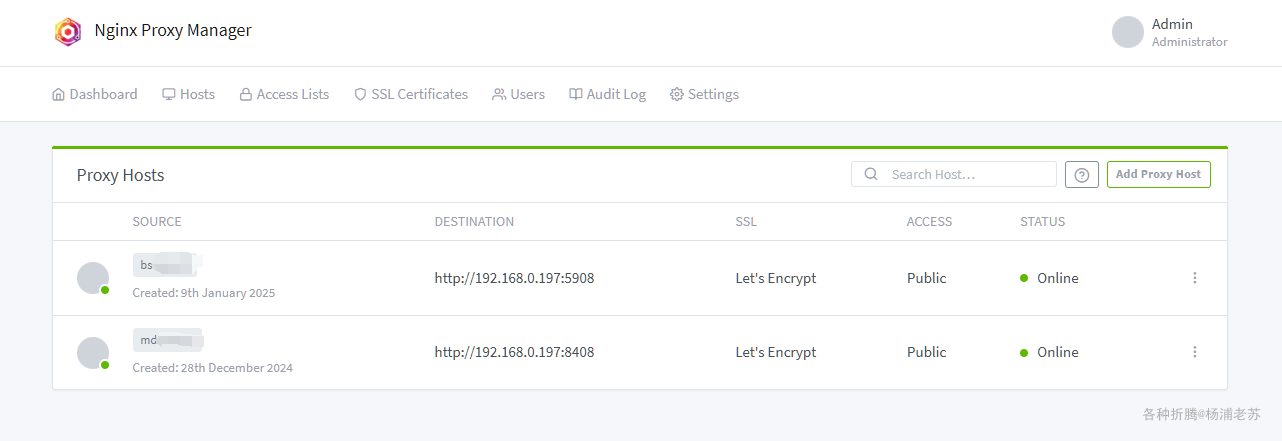 Nginx Proxy Manager
Admin
Administrator
Dashboard Hosts Access Lists SSL Certificates Users Audit Log Settings
Proxy Hosts
Search Host...
Add Proxy Host
SOURCE DESTINATION SSL ACCESS STATUS
bs
http://192.168.0.197:5908 Let's Encrypt Public Online
Created: 9th January 2025
md
http://192.168.0.197:8408 Let's Encrypt Public Online
Created: 28th December 2024
各种折腾@杨浦老苏